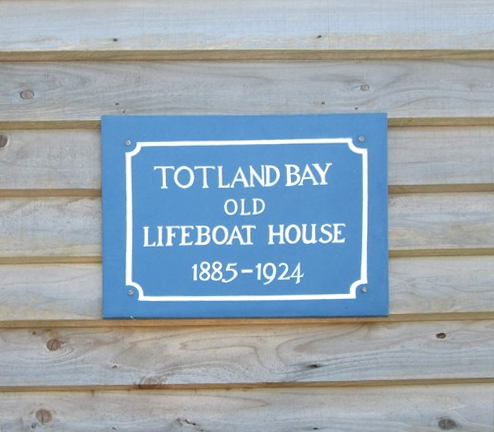 TOTLAND BAY
OLD
LIFEBOAT HOUSE
1885-1924